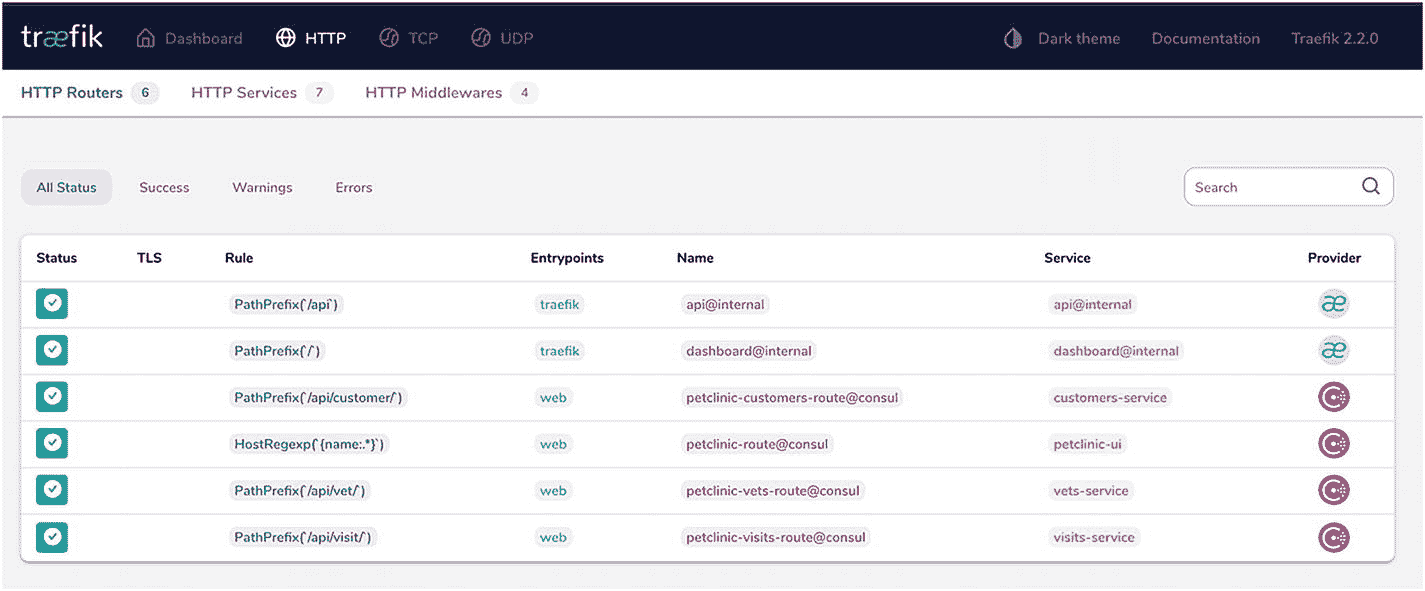 træfik Dashboard HTTP TCP UDP Dark theme Documentation Traefik 2.2.0
HTTP Routers 6 HTTP Services 7 HTTP Middlewares 4
All Status Success Warnings Errors Search
Status TLS Rule Entrypoints Name Service Provider
PathPrefix(`/api`) traefik api@internal api@internal æ
PathPrefix(`/`) traefik dashboard@internal dashboard@internal æ
PathPrefix(`/api/customer/`) web petclinic-customers-route@consul customers-service
HostRegexp(`{name:.*}`) web petclinic-route@consul petclinic-ui
PathPrefix(`/api/vet/`) web petclinic-vets-route@consul vets-service
PathPrefix(`/api/visit/`) web petclinic-visits-route@consul visits-service